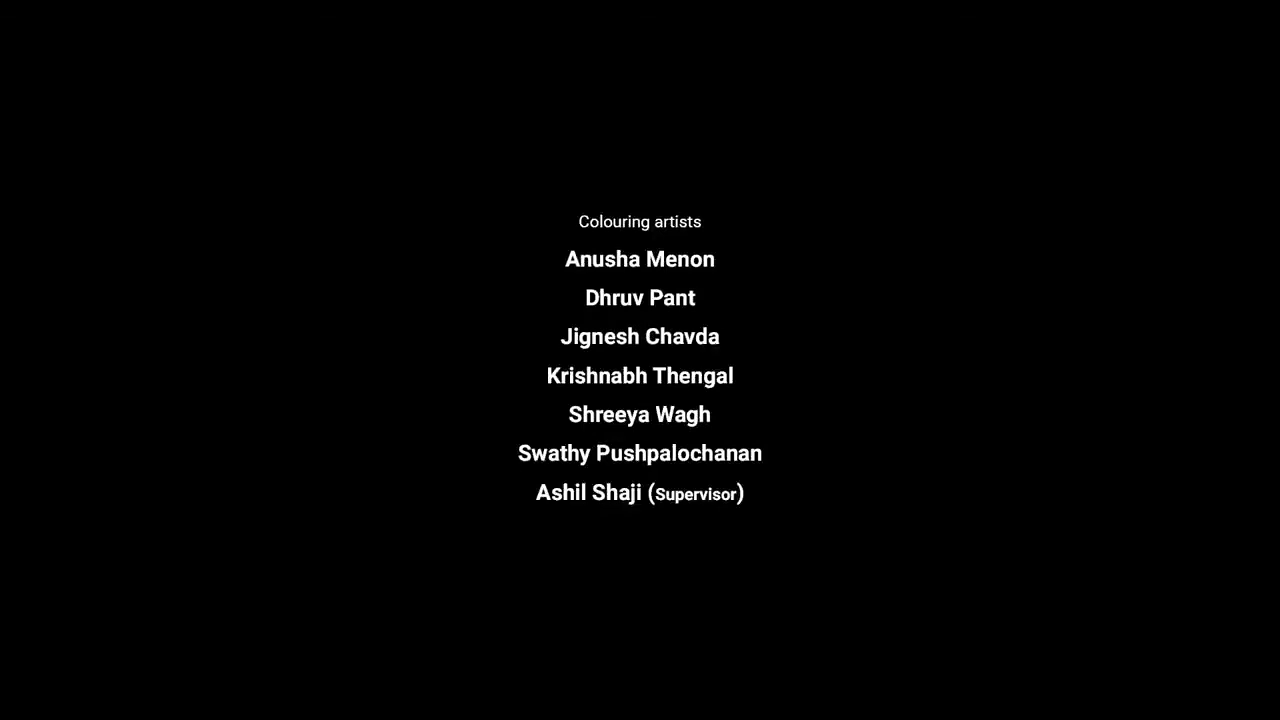 Colouring artists
Anusha Menon
Dhruv Pant
Jignesh Chavda
Krishnabh Thengal
Shreeya Wagh
Swathy Pushpalochanan
Ashil Shaji (Supervisor)